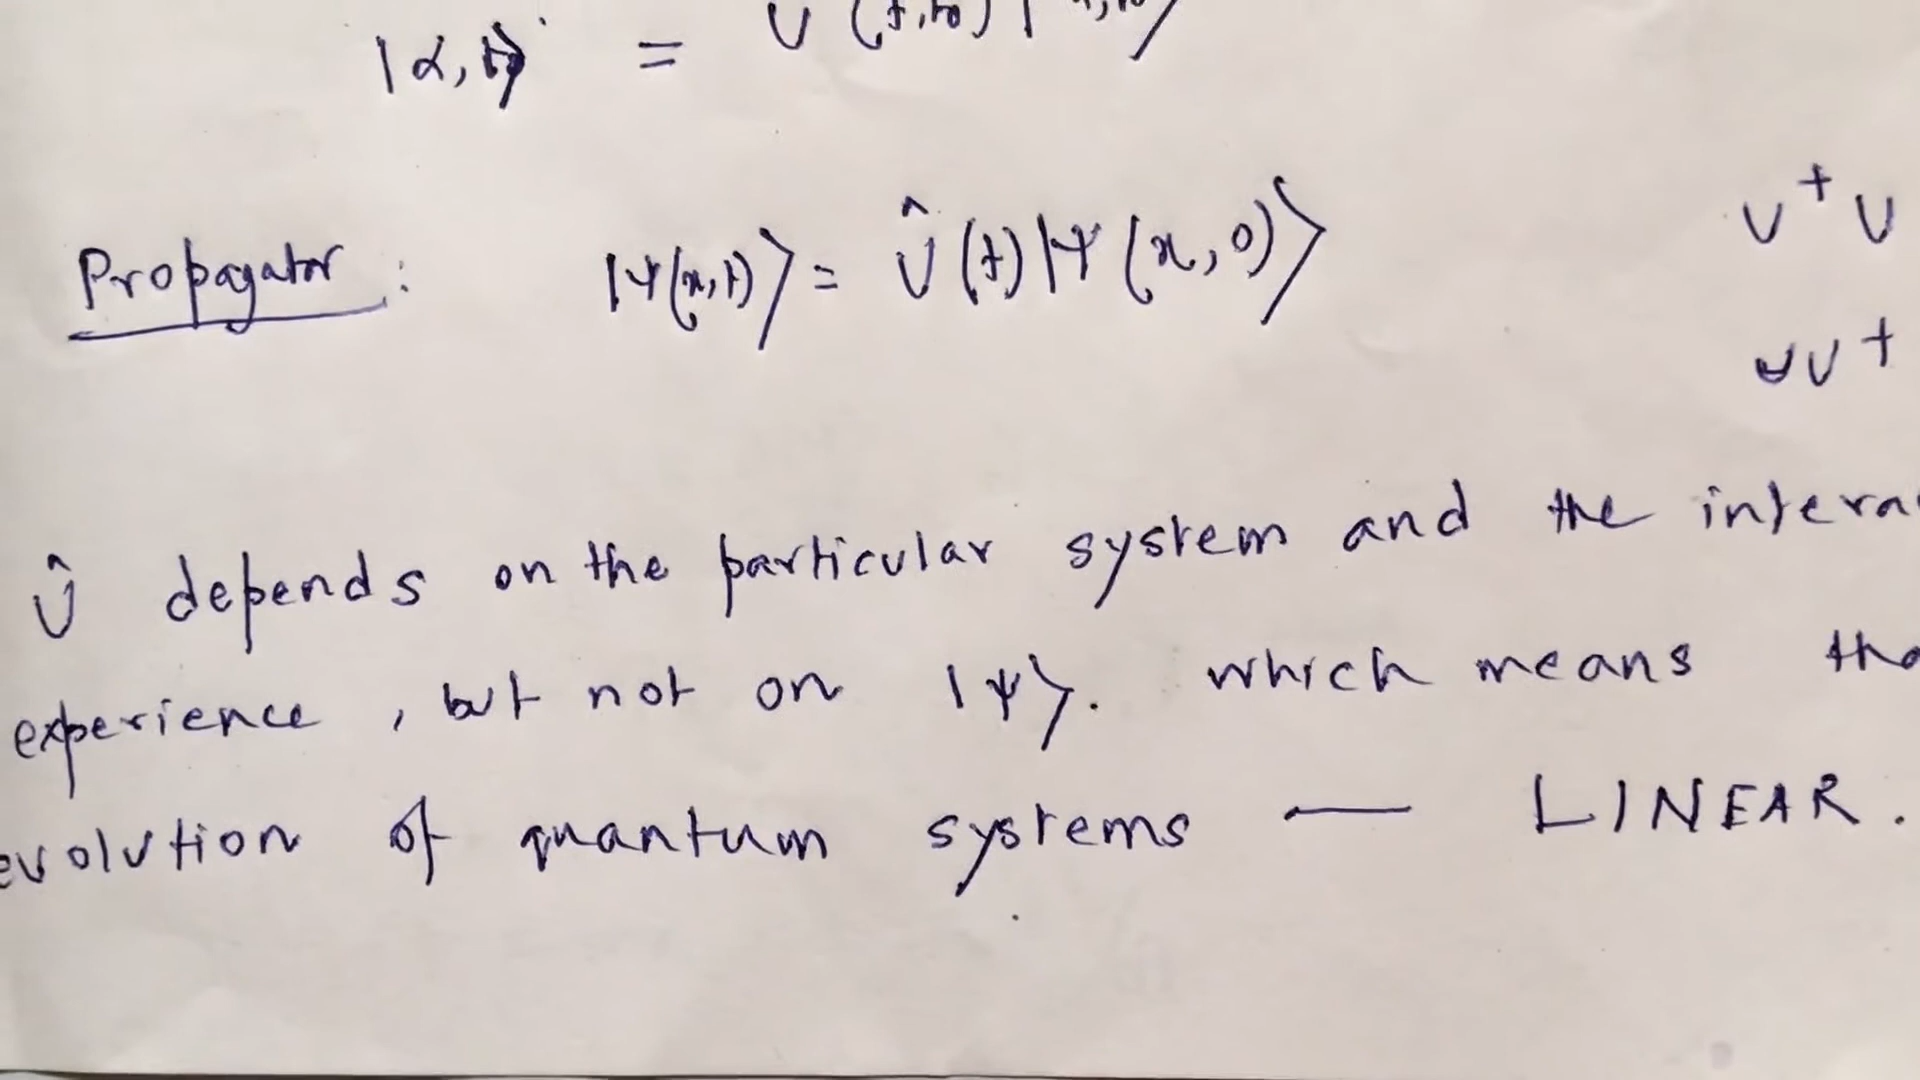 |α,t⟩ = U(t,t₀)|
Propagator : |Ψ(x,t)⟩ = Û(t)|Ψ(x,0)⟩
U⁺U
UU⁺
Û depends on the particular system and the
experience, but not on |Ψ⟩. which means
evolution of quantum systems — LINEAR.